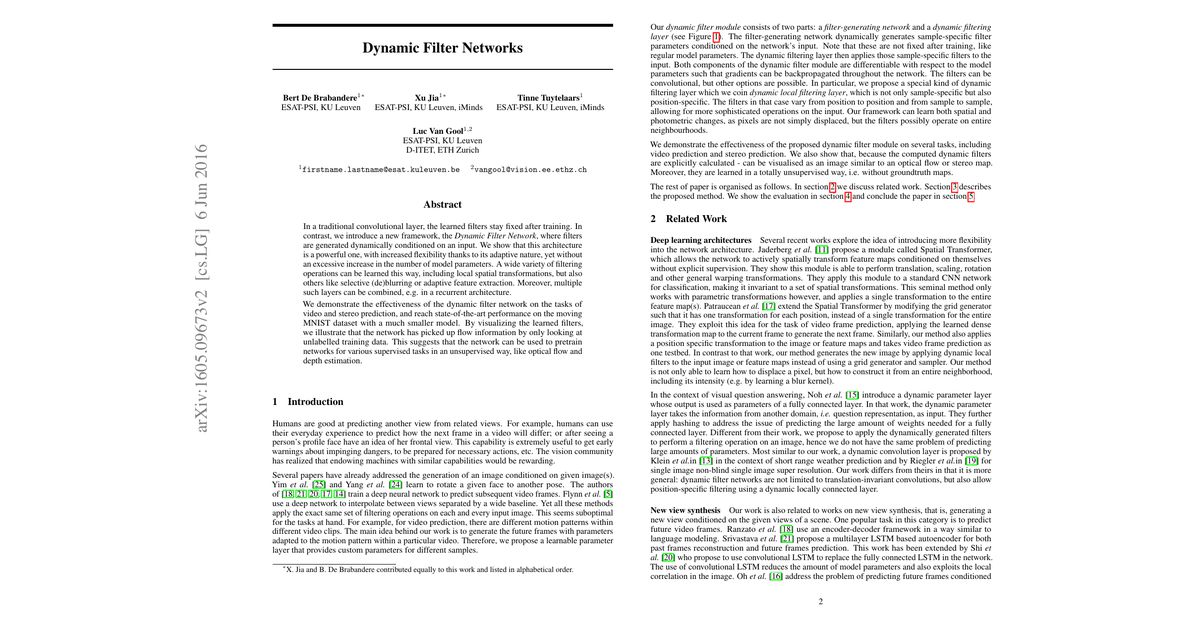 arXiv:1605.09673v2 [cs.LG] 6 Jun 2016
Dynamic Filter Networks
Bert De Brabandere1∗ Xu Jia1∗ Tinne Tuytelaars1
ESAT-PSI, KU Leuven ESAT-PSI, KU Leuven, iMinds ESAT-PSI, KU Leuven, iMinds
Luc Van Gool1,2
ESAT-PSI, KU Leuven
D-ITET, ETH Zurich
1firstname.lastname@esat.kuleuven.be 2vangool@vision.ee.ethz.ch
Abstract
In a traditional convolutional layer, the learned filters stay fixed after training. In
contrast, we introduce a new framework, the Dynamic Filter Network, where filters
are generated dynamically conditioned on an input. We show that this architecture
is a powerful one, with increased flexibility thanks to its adaptive nature, yet without
an excessive increase in the number of model parameters. A wide variety of filtering
operations can be learned this way, including local spatial transformations, but also
others like selective (de)blurring or adaptive feature extraction. Moreover, multiple
such layers can be combined, e.g. in a recurrent architecture.
We demonstrate the effectiveness of the dynamic filter network on the tasks of
video and stereo prediction, and reach state-of-the-art performance on the moving
MNIST dataset with a much smaller model. By visualizing the learned filters,
we illustrate that the network has picked up flow information by only looking at
unlabelled training data. This suggests that the network can be used to pretrain
networks for various supervised tasks in an unsupervised way, like optical flow and
depth estimation.
1 Introduction
Humans are good at predicting another view from related views. For example, humans can use
their everyday experience to predict how the next frame in a video will differ; or after seeing a
person's profile face have an idea of her frontal view. This capability is extremely useful to get early
warnings about impinging dangers, to be prepared for necessary actions, etc. The vision community
has realized that endowing machines with similar capabilities would be rewarding.
Several papers have already addressed the generation of an image conditioned on given image(s).
Yim et al. [25] and Yang et al. [24] learn to rotate a given face to another pose. The authors
of [18, 21, 20, 17, 14] train a deep neural network to predict subsequent video frames. Flynn et al. [5]
use a deep network to interpolate between views separated by a wide baseline. Yet all these methods
apply the exact same set of filtering operations on each and every input image. This seems suboptimal
for the tasks at hand. For example, for video prediction, there are different motion patterns within
different video clips. The main idea behind our work is to generate the future frames with parameters
adapted to the motion pattern within a particular video. Therefore, we propose a learnable parameter
layer that provides custom parameters for different samples.
∗X. Jia and B. De Brabandere contributed equally to this work and listed in alphabetical order.
Our dynamic filter module consists of two parts: a filter-generating network and a dynamic filtering
layer (see Figure 1). The filter-generating network dynamically generates sample-specific filter
parameters conditioned on the network's input. Note that these are not fixed after training, like
regular model parameters. The dynamic filtering layer then applies those sample-specific filters to the
input. Both components of the dynamic filter module are differentiable with respect to the model
parameters such that gradients can be backpropagated throughout the network. The filters can be
convolutional, but other options are possible. In particular, we propose a special kind of dynamic
filtering layer which we coin dynamic local filtering layer, which is not only sample-specific but also
position-specific. The filters in that case vary from position to position and from sample to sample,
allowing for more sophisticated operations on the input. Our framework can learn both spatial and
photometric changes, as pixels are not simply displaced, but the filters possibly operate on entire
neighbourhoods.
We demonstrate the effectiveness of the proposed dynamic filter module on several tasks, including
video prediction and stereo prediction. We also show that, because the computed dynamic filters
are explicitly calculated - can be visualised as an image similar to an optical flow or stereo map.
Moreover, they are learned in a totally unsupervised way, i.e. without groundtruth maps.
The rest of paper is organised as follows. In section 2 we discuss related work. Section 3 describes
the proposed method. We show the evaluation in section 4 and conclude the paper in section 5.
2 Related Work
Deep learning architectures Several recent works explore the idea of introducing more flexibility
into the network architecture. Jaderberg et al. [11] propose a module called Spatial Transformer,
which allows the network to actively spatially transform feature maps conditioned on themselves
without explicit supervision. They show this module is able to perform translation, scaling, rotation
and other general warping transformations. They apply this module to a standard CNN network
for classification, making it invariant to a set of spatial transformations. This seminal method only
works with parametric transformations however, and applies a single transformation to the entire
feature map(s). Patraucean et al. [17] extend the Spatial Transformer by modifying the grid generator
such that it has one transformation for each position, instead of a single transformation for the entire
image. They exploit this idea for the task of video frame prediction, applying the learned dense
transformation map to the current frame to generate the next frame. Similarly, our method also applies
a position specific transformation to the image or feature maps and takes video frame prediction as
one testbed. In contrast to that work, our method generates the new image by applying dynamic local
filters to the input image or feature maps instead of using a grid generator and sampler. Our method
is not only able to learn how to displace a pixel, but how to construct it from an entire neighborhood,
including its intensity (e.g. by learning a blur kernel).
In the context of visual question answering, Noh et al. [15] introduce a dynamic parameter layer
whose output is used as parameters of a fully connected layer. In that work, the dynamic parameter
layer takes the information from another domain, i.e. question representation, as input. They further
apply hashing to address the issue of predicting the large amount of weights needed for a fully
connected layer. Different from their work, we propose to apply the dynamically generated filters
to perform a filtering operation on an image, hence we do not have the same problem of predicting
large amounts of parameters. Most similar to our work, a dynamic convolution layer is proposed by
Klein et al.in [13] in the context of short range weather prediction and by Riegler et al.in [19] for
single image non-blind single image super resolution. Our work differs from theirs in that it is more
general: dynamic filter networks are not limited to translation-invariant convolutions, but also allow
position-specific filtering using a dynamic locally connected layer.
New view synthesis Our work is also related to works on new view synthesis, that is, generating a
new view conditioned on the given views of a scene. One popular task in this category is to predict
future video frames. Ranzato et al. [18] use an encoder-decoder framework in a way similar to
language modeling. Srivastava et al. [21] propose a multilayer LSTM based autoencoder for both
past frames reconstruction and future frames prediction. This work has been extended by Shi et
al. [20] who propose to use convolutional LSTM to replace the fully connected LSTM in the network.
The use of convolutional LSTM reduces the amount of model parameters and also exploits the local
correlation in the image. Oh et al. [16] address the problem of predicting future frames conditioned
2